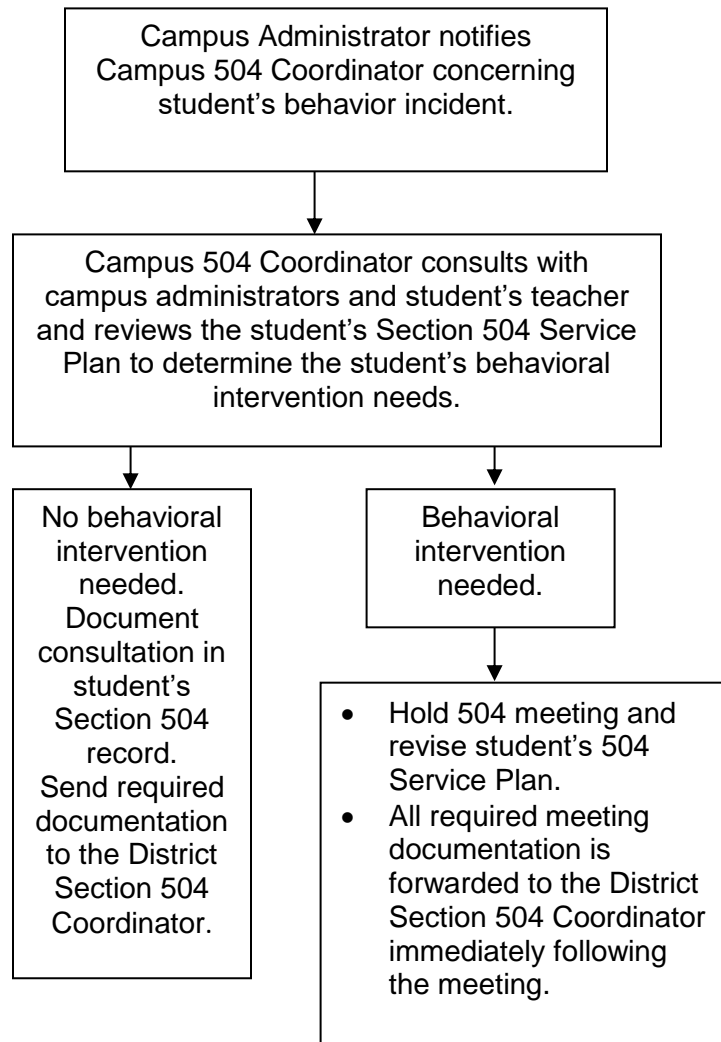 Campus Administrator notifies
Campus 504 Coordinator concerning
student's behavior incident.
Campus 504 Coordinator consults with
campus administrators and student's teacher
and reviews the student's Section 504 Service
Plan to determine the student's behavioral
intervention needs.
No behavioral
intervention
needed.
Document
consultation in
student's
Section 504
record.
Send required
documentation
to the District
Section 504
Coordinator.
Behavioral
intervention
needed.
• Hold 504 meeting and
revise student's 504
Service Plan.
• All required meeting
documentation is
forwarded to the District
Section 504 Coordinator
immediately following
the meeting.